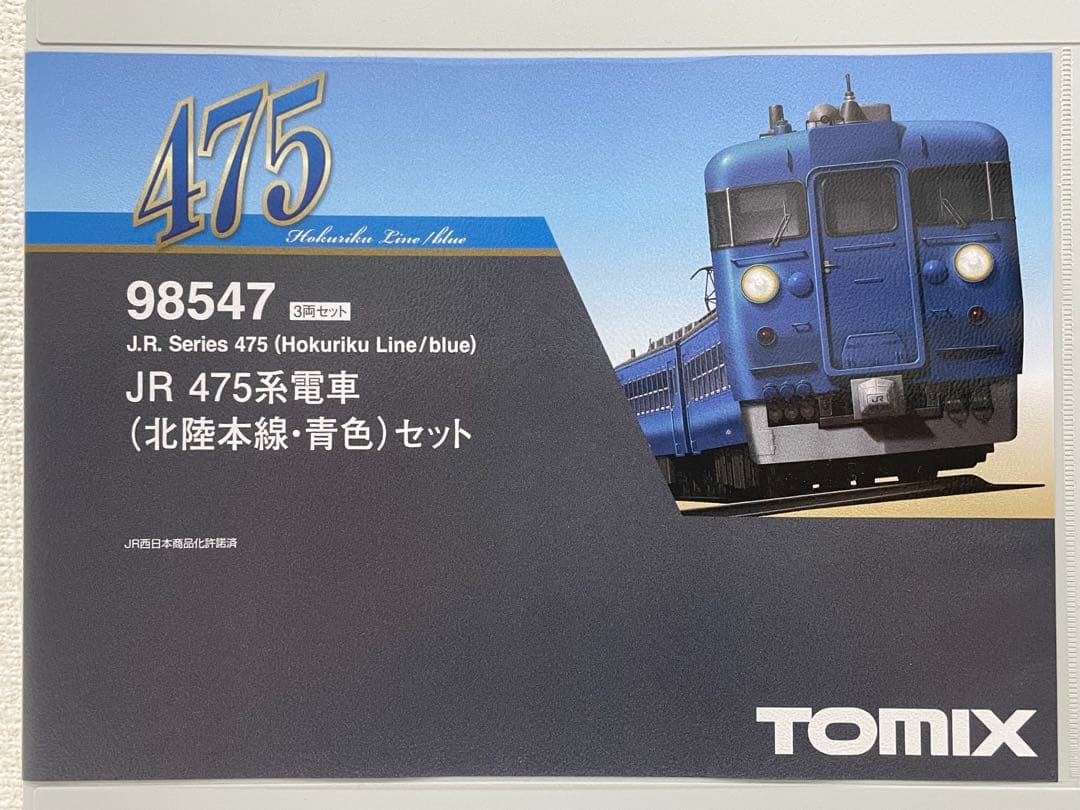 475
Hokuriku Line/blue
98547 3両セット
J.R. Series 475 (Hokuriku Line/blue)
JR 475系電車
(北陸本線・青色)セット
JR西日本商品化許諾済
JR
TOMIX